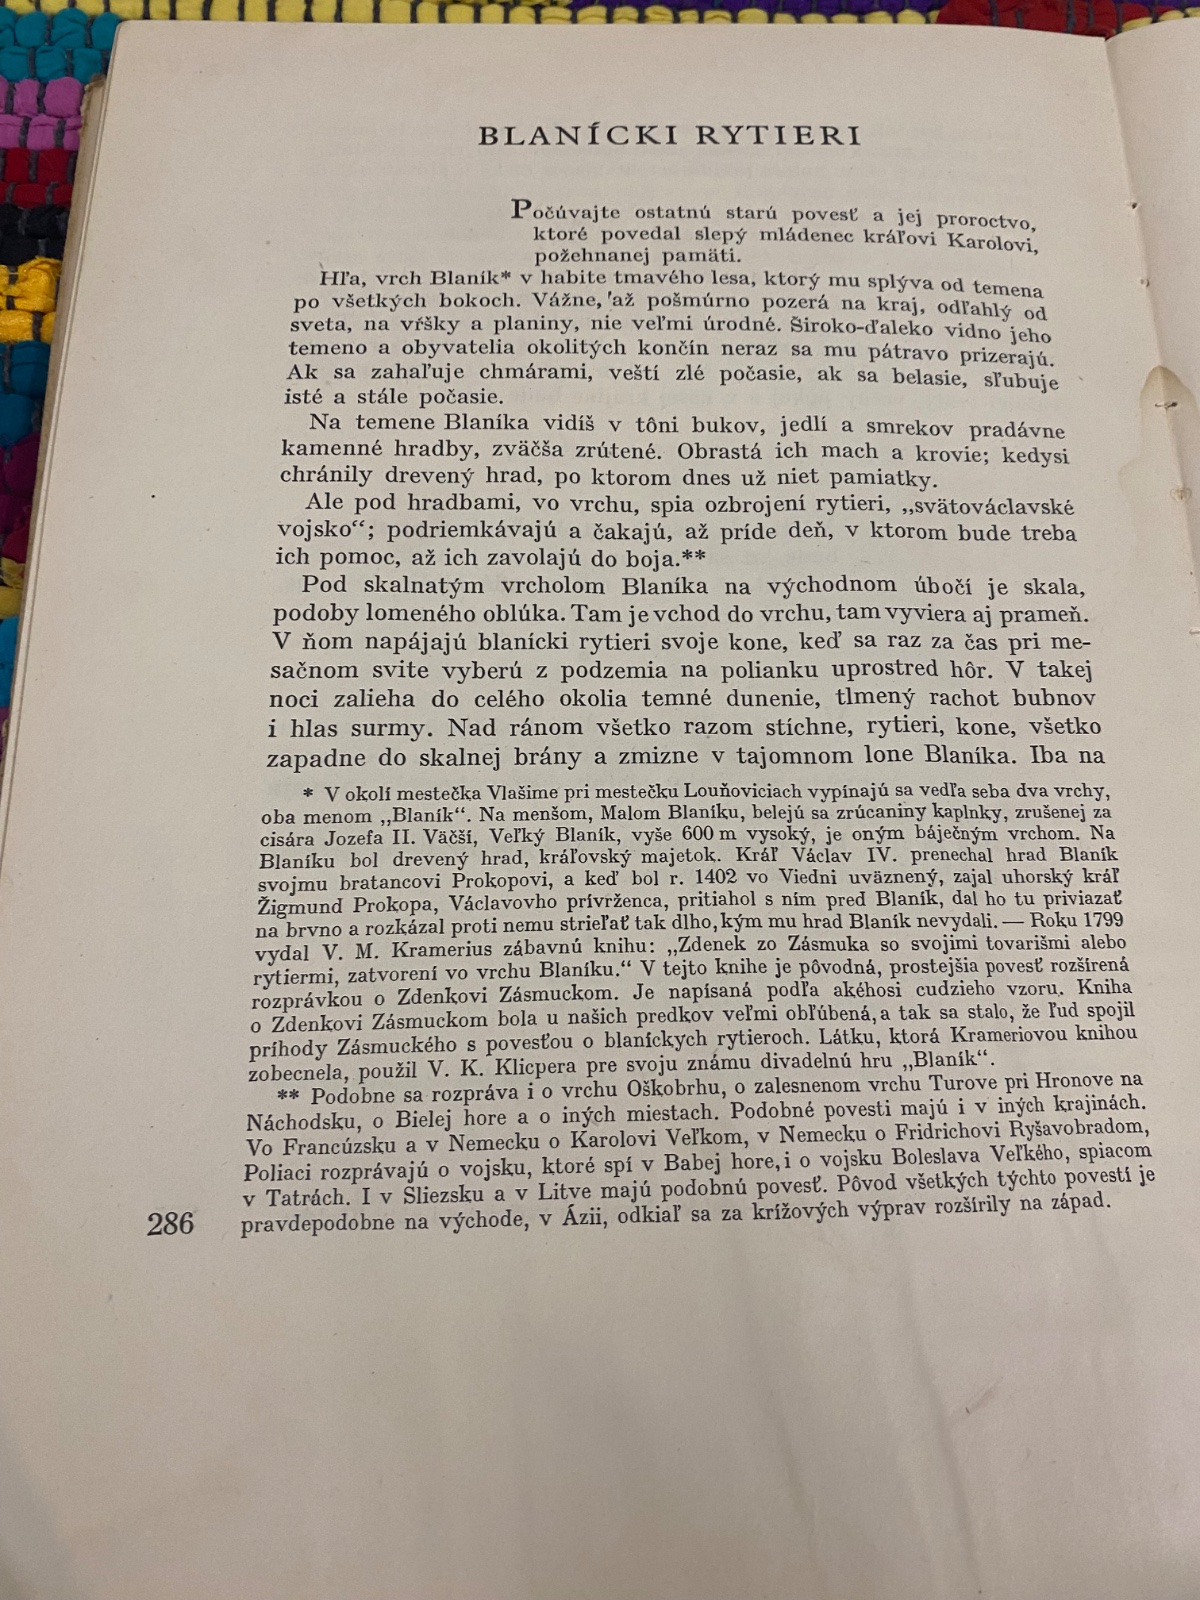 BLANÍCKI RYTIERI
Počúvajte ostatnú starú povesť a jej proroctvo,
ktoré povedal slepý mládenec kráľovi Karolovi,
požehnanej pamäti.
Hľa, vrch Blaník* v habite tmavého lesa, ktorý mu splýva od temena
po všetkých bokoch. Vážne, až pošmúrno pozerá na kraj, odľahlý od
sveta, na vŕšky a planiny, nie veľmi úrodné. Široko-ďaleko vidno jeho
temeno a obyvatelia okolitých končín neraz sa mu pátravo prizerajú.
Ak sa zahaľuje chmárami, veští zlé počasie, ak sa belasie, sľubuje
isté a stále počasie.
Na temene Blaníka vidíš v tôni bukov, jedlí a smrekov pradávne
kamenné hradby, zväčša zrútené. Obrastá ich mach a krovie; kedysi
chránily drevený hrad, po ktorom dnes už niet pamiatky.
Ale pod hradbami, vo vrchu, spia ozbrojení rytieri, „svätováclavské
vojsko“; podriemkávajú a čakajú, až príde deň, v ktorom bude treba
ich pomoc, až ich zavolajú do boja.**
Pod skalnatým vrcholom Blaníka na východnom úbočí je skala,
podoby lomeného oblúka. Tam je vchod do vrchu, tam vyviera aj prameň.
V ňom napájajú blanícki rytieri svoje kone, keď sa raz za čas pri me-
sačnom svite vyberú z podzemia na polianku uprostred hôr. V takej
noci zalieha do celého okolia temné dunenie, tlmený rachot bubnov
i hlas surmy. Nad ránom všetko razom stíchne, rytieri, kone, všetko
zapadne do skalnej brány a zmizne v tajomnom lone Blaníka. Iba na
* V okolí mestečka Vlašime pri mestečku Louňoviciach vypínajú sa vedľa seba dva vrchy,
oba menom „Blaník“. Na menšom, Malom Blaníku, belejú sa zrúcaniny kaplnky, zrušenej za
cisára Jozefa II. Väčší, Veľký Blaník, vyše 600 m vysoký, je oným báječným vrchom. Na
Blaníku bol drevený hrad, kráľovský majetok. Kráľ Václav IV. prenechal hrad Blaník
svojmu bratancovi Prokopovi, a keď bol r. 1402 vo Viedni uväznený, zajal uhorský kráľ
Žigmund Prokopa, Václavovho prívrženca, pritiahol s ním pred Blaník, dal ho tu priviazať
na brvno a rozkázal proti nemu strieľať tak dlho, kým mu hrad Blaník nevydali. — Roku 1799
vydal V. M. Kramerius zábavnú knihu: „Zdenek zo Zásmuka so svojimi tovarišmi alebo
rytiermi, zatvorení vo vrchu Blaníku.“ V tejto knihe je pôvodná, prostejšia povesť rozšírená
rozprávkou o Zdenkovi Zásmuckom. Je napísaná podľa akéhosi cudzieho vzoru. Kniha
o Zdenkovi Zásmuckom bola u našich predkov veľmi obľúbená, a tak sa stalo, že ľud spojil
príhody Zásmuckého s povesťou o blaníckych rytieroch. Látku, ktorá Krameriovou knihou
zobecnela, použil V. K. Klicpera pre svoju známu divadelnú hru „Blaník“.
** Podobne sa rozpráva i o vrchu Oškobrhu, o zalesnenom vrchu Turove pri Hronove na
Náchodsku, o Bielej hore a o iných miestach. Podobné povesti majú i v iných krajinách.
Vo Francúzsku a v Nemecku o Karolovi Veľkom, v Nemecku o Fridrichovi Ryšavobradom,
Poliaci rozprávajú o vojsku, ktoré spí v Babej hore, i o vojsku Boleslava Veľkého, spiacom
v Tatrách. I v Sliezsku a v Litve majú podobnú povesť. Pôvod všetkých týchto povestí je
pravdepodobne na východe, v Ázii, odkiaľ sa za krížových výprav rozšírily na západ.
286